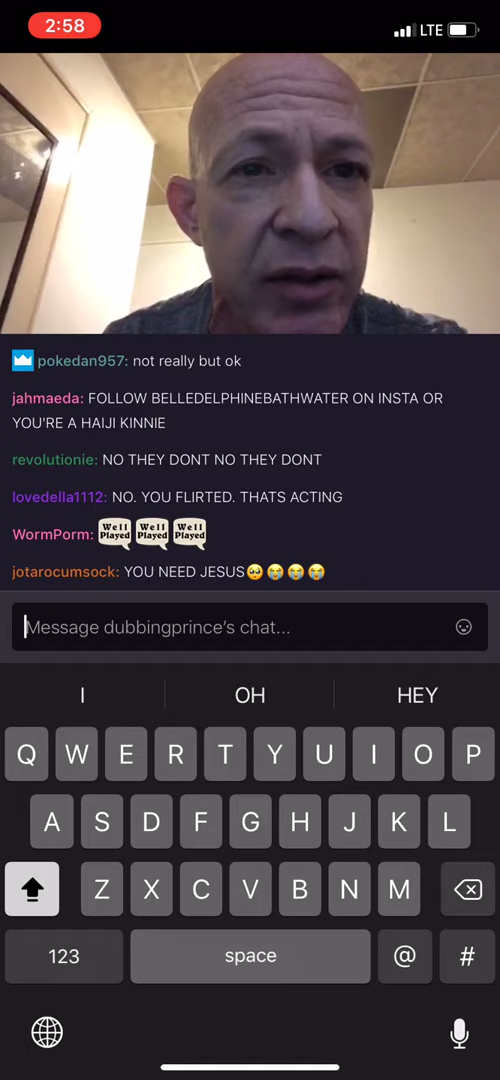 2:58
LTE
pokedan957: not really but ok
jahmaeda: FOLLOW BELLEDELPHINEBATHWATER ON INSTA OR
YOU'RE A HAIJI KINNIE
revolutionie: NO THEY DONT NO THEY DONT
lovedella1112: NO. YOU FLIRTED. THATS ACTING
WormPorm: Well Played Well Played Well Played
jotarocumsock: YOU NEED JESUS🥺😭😭😭
Message dubbingprince’s chat...
I OH HEY
Q W E R T Y U I O P
A S D F G H J K L
Z X C V B N M
123 space @ #